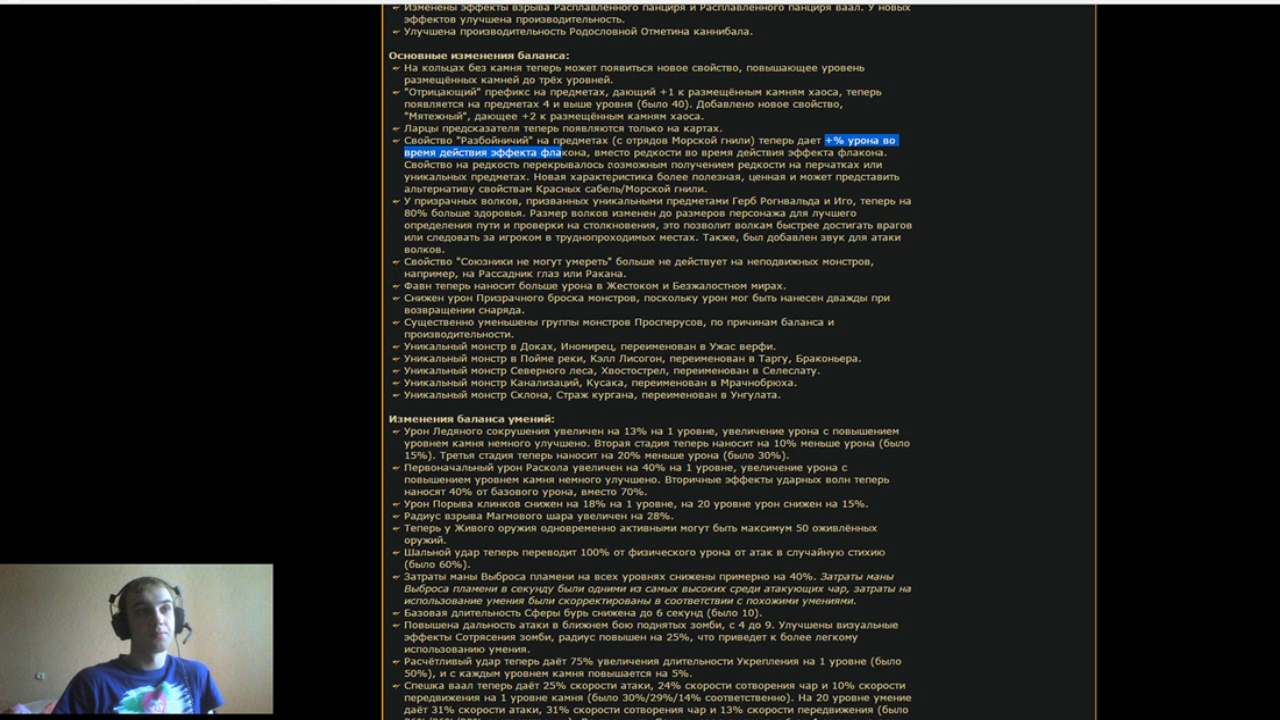 Изменены эффекты взрыва Расплавленного панциря и Расплавленного панциря ваал. У новых
эффектов улучшена производительность.
Улучшена производительность Родословной Отметина каннибала.
Основные изменения баланса:
На кольцах без камня теперь может появиться новое свойство, повышающее уровень
размещённых камней до трёх уровней.
"Отрицающий" префикс на предметах, дающий +1 к размещённым камням хаоса, теперь
появляется на предметах 4 и выше уровня (было 40). Добавлено новое свойство,
"Мятежный", дающее +2 к размещённым камням хаоса.
Ларцы предсказателя теперь появляются только на картах.
Свойство "Разбойничий" на предметах (с отрядов Морской гнили) теперь дает +% урона во
время действия эффекта флакона, вместо редкости во время действия эффекта флакона.
Свойство на редкость перекрывалось возможным получением редкости на перчатках или
уникальных предметах. Новая характеристика более полезная, ценная и может представить
альтернативу свойствам Красных сабель/Морской гнили.
У призрачных волков, призванных уникальными предметами Герб Рогнвальда и Иго, теперь на
80% больше здоровья. Размер волков изменен до размеров персонажа для лучшего
определения пути и проверки на столкновения, это позволит волкам быстрее достигать врагов
или следовать за игроком в труднопроходимых местах. Также, был добавлен звук для атаки
волков.
Свойство "Союзники не могут умереть" больше не действует на неподвижных монстров,
например, на Рассадник глаз или Ракана.
Фавн теперь наносит больше урона в Жестоком и Безжалостном мирах.
Снижен урон Призрачного броска монстров, поскольку урон мог быть нанесен дважды при
возвращении снаряда.
Существенно уменьшены группы монстров Просперусов, по причинам баланса и
производительности.
Уникальный монстр в Доках, Иномирец, переименован в Ужас верфи.
Уникальный монстр в Пойме реки, Кэлл Лисогон, переименован в Таргу, Браконьера.
Уникальный монстр Северного леса, Хвостострел, переименован в Селеслату.
Уникальный монстр Канализаций, Кусака, переименован в Мрачнобрюха.
Уникальный монстр Склона, Страж кургана, переименован в Унгулата.
Изменения баланса умений:
Урон Ледяного сокрушения увеличен на 13% на 1 уровне, увеличение урона с повышением
уровнем камня немного улучшено. Вторая стадия теперь наносит на 10% меньше урона (было
15%). Третья стадия теперь наносит на 20% меньше урона (было 30%).
Первоначальный урон Раскола увеличен на 40% на 1 уровне, увеличение урона с
повышением уровнем камня немного улучшено. Вторичные эффекты ударных волн теперь
наносят 40% от базового урона, вместо 70%.
Урон Порыва клинков снижен на 18% на 1 уровне, на 20 уровне урон снижен на 15%.
Радиус взрыва Магмового шара увеличен на 28%.
Теперь у Живого оружия одновременно активными могут быть максимум 50 оживлённых
оружий.
Шальной удар теперь переводит 100% от физического урона от атак в случайную стихию
(было 60%).
Затраты маны Выброса пламени на всех уровнях снижены примерно на 40%. Затраты маны
Выброса пламени в секунду были одними из самых высоких среди атакующих чар, затраты на
использование умения были скорректированы в соответствии с похожими умениями.
Базовая длительность Сферы бурь снижена до 6 секунд (было 10).
Повышена дальность атаки в ближнем бою поднятых зомби, с 4 до 9. Улучшены визуальные
эффекты Сотрясения зомби, радиус повышен на 25%, что приведет к более легкому
использованию умения.
Расчётливый удар теперь даёт 75% увеличения длительности Укрепления на 1 уровне (было
50%), и с каждым уровнем камня повышается на 5%.
Спешка ваал теперь даёт 25% скорости атаки, 24% скорости сотворения чар и 10% скорости
передвижения на 1 уровне камня (было 30%/29%/14% соответственно). На 20 уровне умение
даёт 31% скорости атаки, 31% скорости сотворения чар и 13% скорости передвижения (было